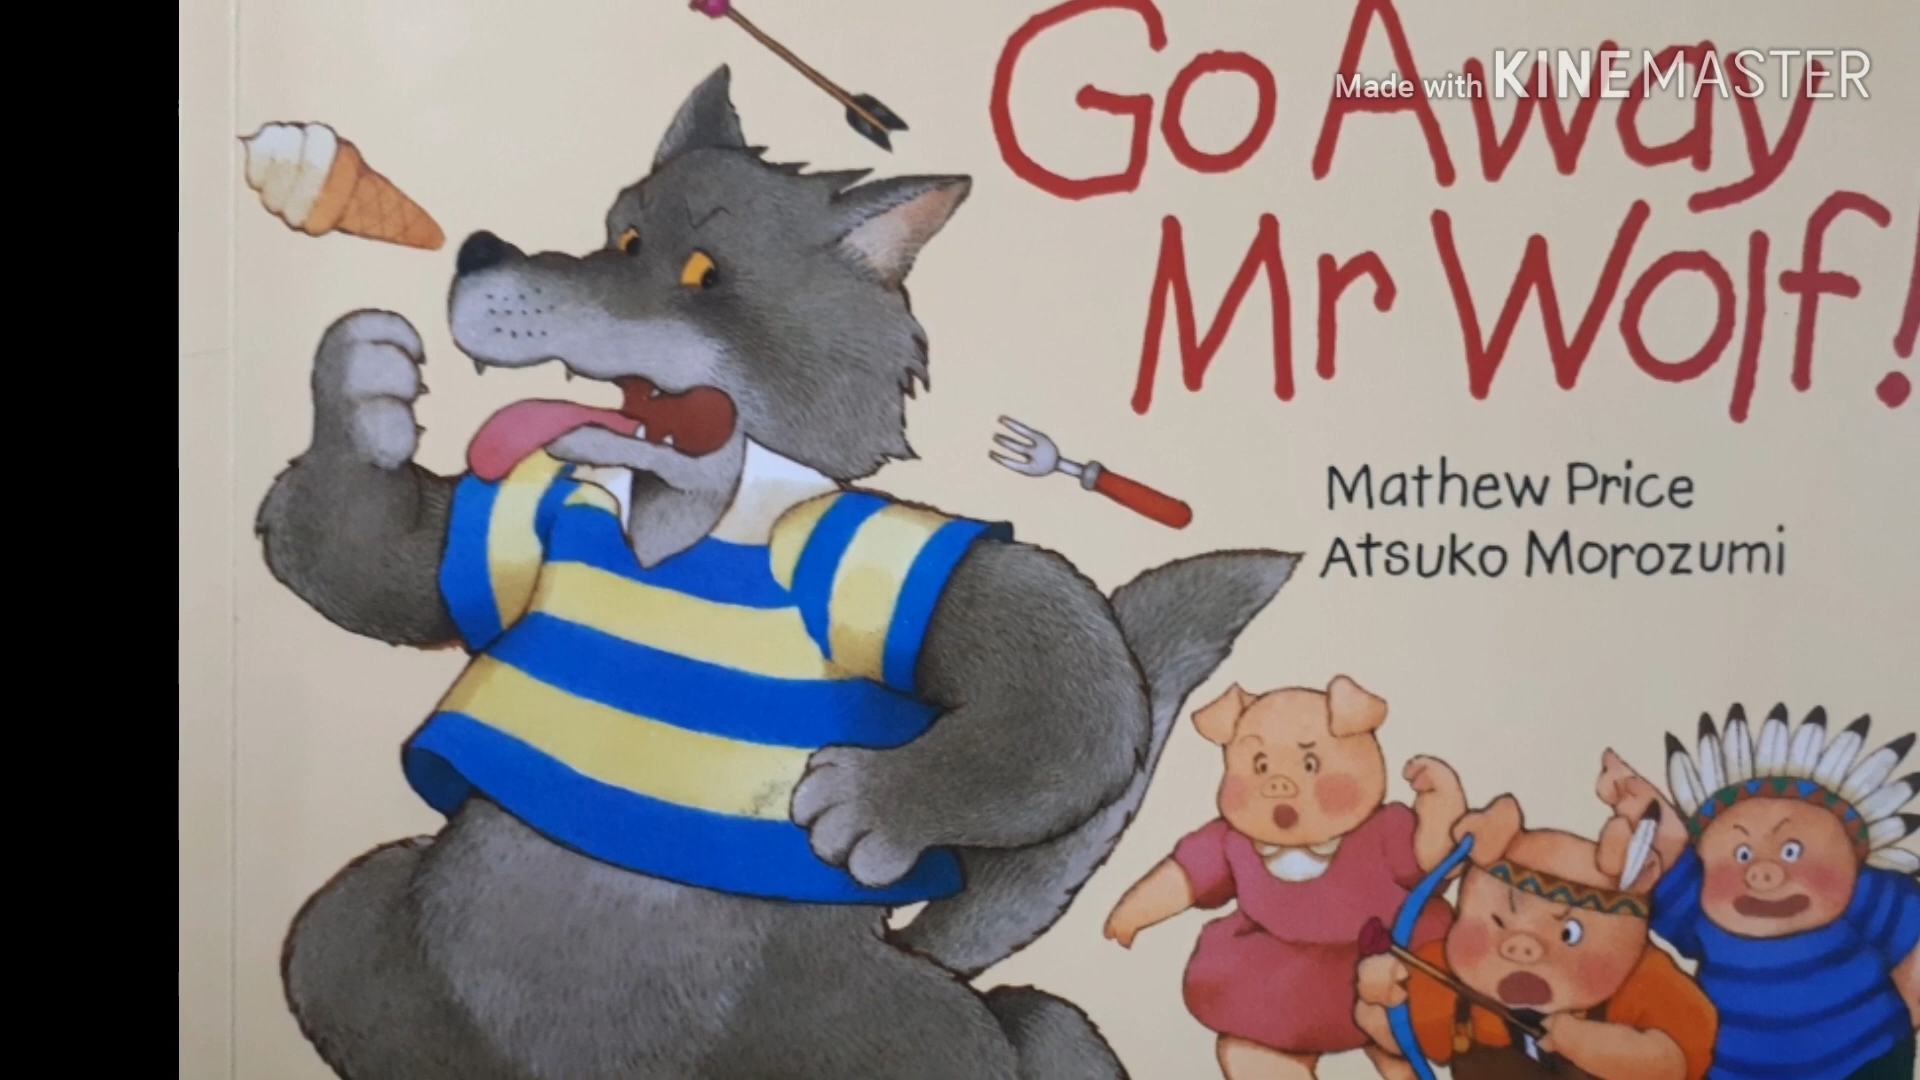 Go Away
Made with KINEMASTER
Mr Wolf!
Mathew Price
Atsuko Morozumi